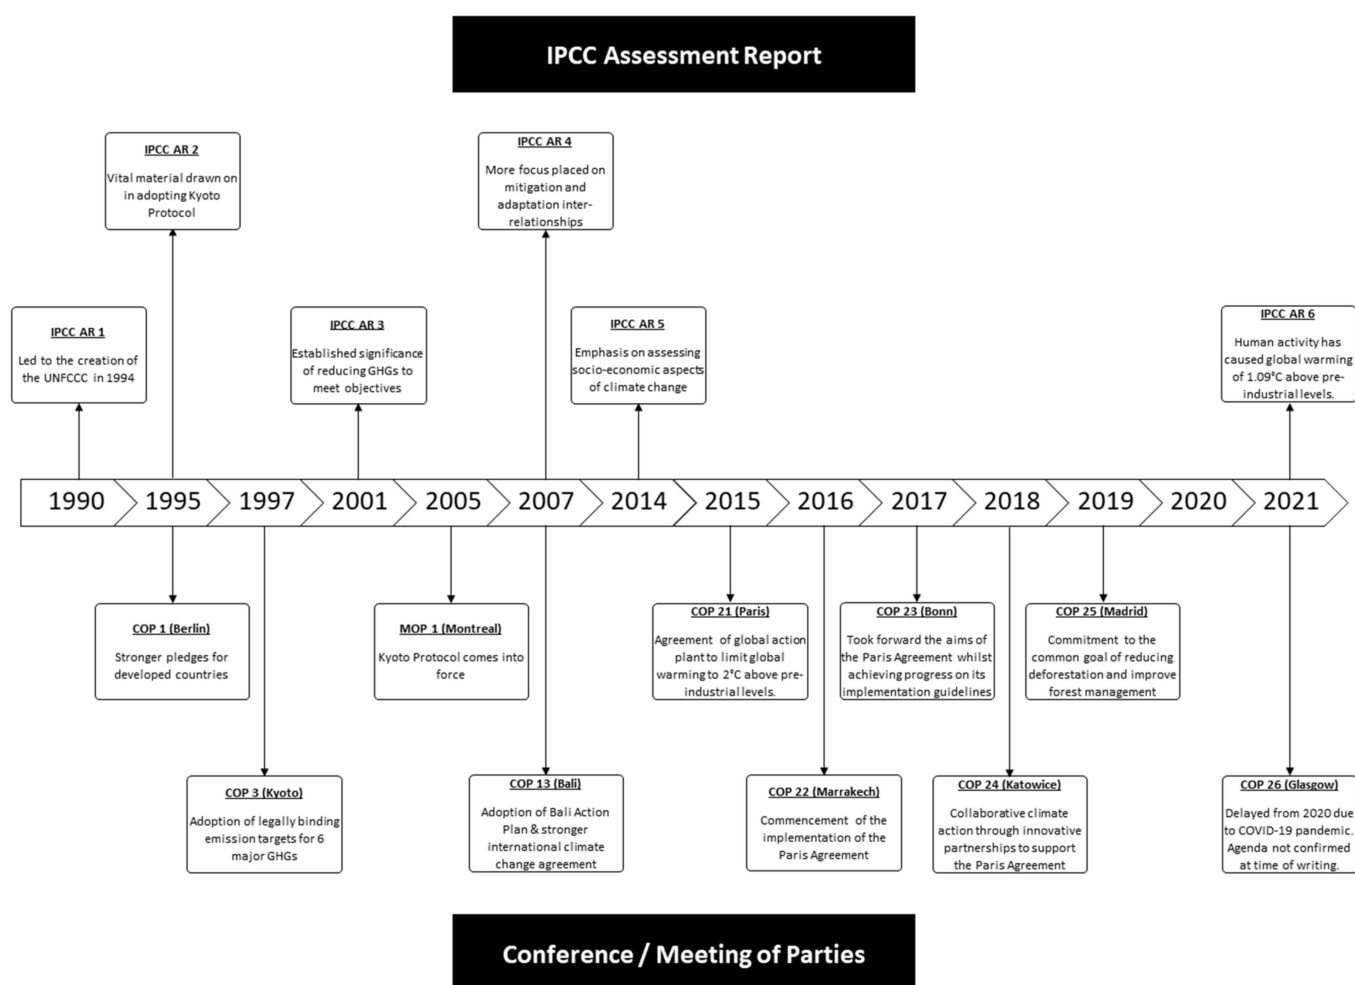 IPCC Assessment Report
IPCC AR 2
Vital material drawn on
in adopting Kyoto
Protocol
IPCC AR 4
More focus placed on
mitigation and
adaptation inter-
relationships
IPCC AR 1
Led to the creation of
the UNFCCC in 1994
IPCC AR 3
Established significance
of reducing GHGs to
meet objectives
IPCC AR 5
Emphasis on assessing
socio-economic aspects
of climate change
IPCC AR 6
Human activity has
caused global warming
of 1.09°C above pre-
industrial levels.
1990 1995 1997 2001 2005 2007 2014 2015 2016 2017 2018 2019 2020 2021
COP 1 (Berlin)
Stronger pledges for
developed countries
MOP 1 (Montreal)
Kyoto Protocol comes into
force
COP 21 (Paris)
Agreement of global action
plant to limit global
warming to 2°C above pre-
industrial levels.
COP 23 (Bonn)
Took forward the aims of
the Paris Agreement whilst
achieving progress on its
implementation guidelines
COP 25 (Madrid)
Commitment to the
common goal of reducing
deforestation and improve
forest management
COP 3 (Kyoto)
Adoption of legally binding
emission targets for 6
major GHGs
COP 13 (Bali)
Adoption of Bali Action
Plan & stronger
international climate
change agreement
COP 22 (Marrakech)
Commencement of the
implementation of the
Paris Agreement
COP 24 (Katowice)
Collaborative climate
action through innovative
partnerships to support
the Paris Agreement
COP 26 (Glasgow)
Delayed from 2020 due
to COVID-19 pandemic.
Agenda not confirmed
at time of writing.
Conference / Meeting of Parties